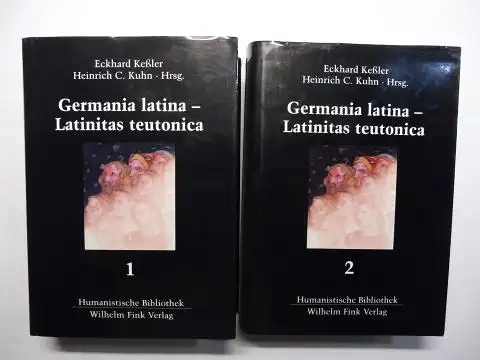 Eckhard Keßler
Heinrich C. Kuhn · Hrsg.
Germania latina –
Latinitas teutonica
1
Humanistische Bibliothek
Wilhelm Fink Verlag
Eckhard Keßler
Heinrich C. Kuhn · Hrsg.
Germania latina –
Latinitas teutonica
2
Humanistische Bibliothek
Wilhelm Fink Verlag